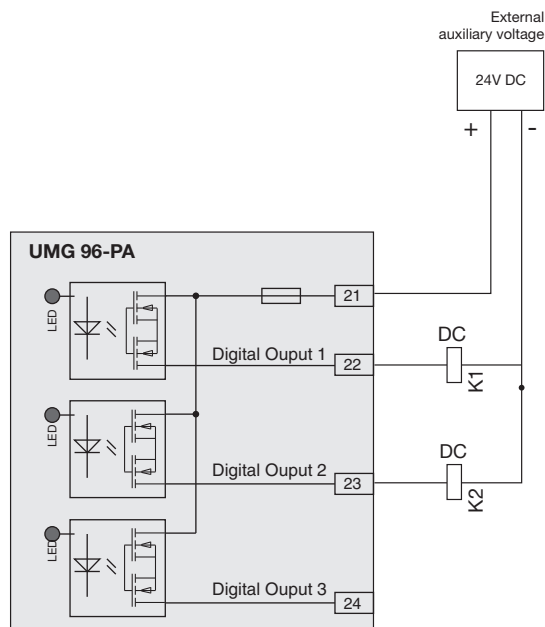 External
auxiliary voltage
24V DC
+ -
UMG 96-PA
LED
21
Digital Ouput 1
22
DC
K1
LED
Digital Ouput 2
23
DC
K2
LED
Digital Ouput 3
24